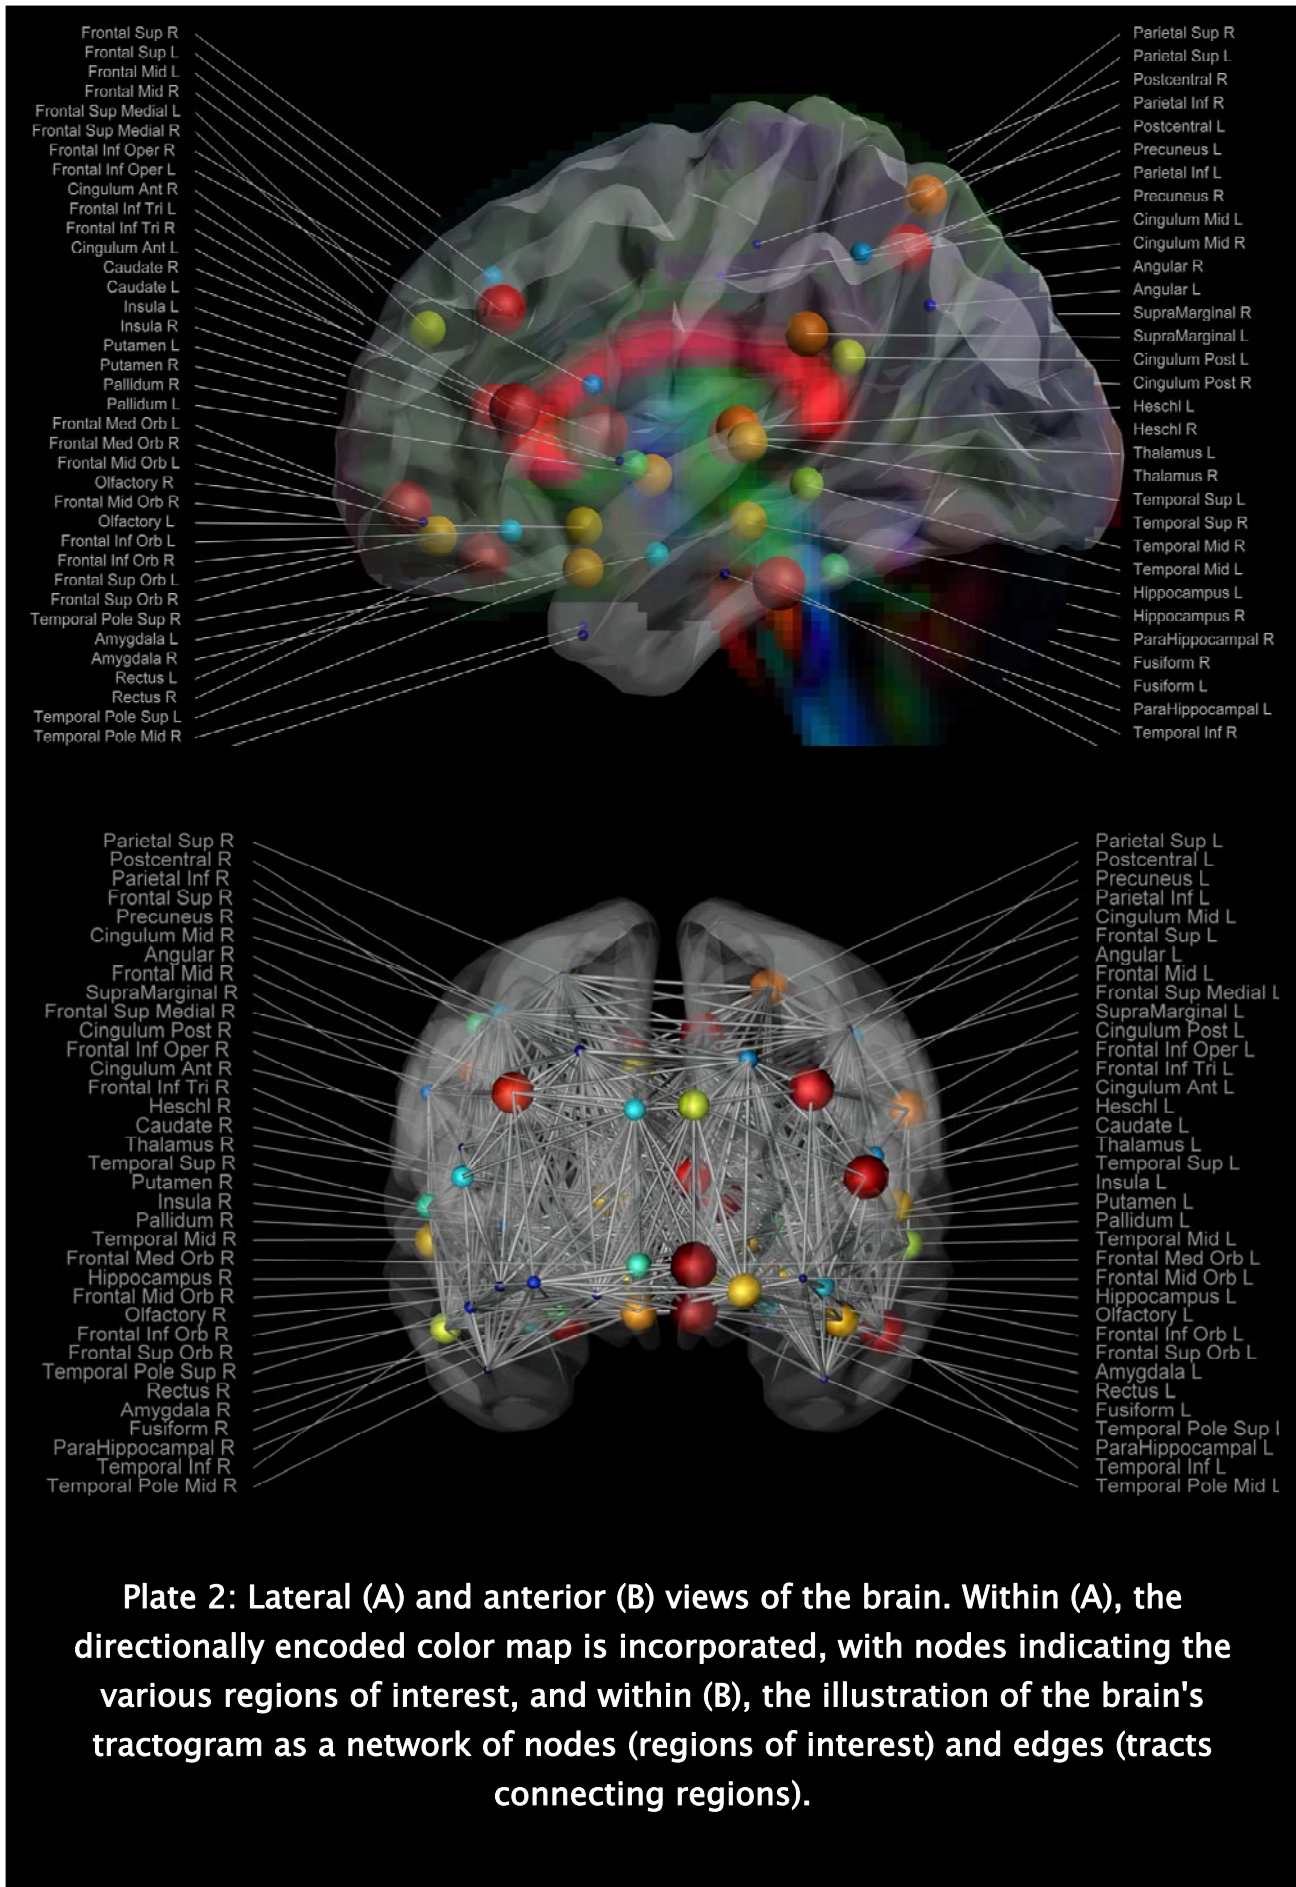 Frontal Sup R
Frontal Sup L
Frontal Mid L
Frontal Mid R
Frontal Sup Medial L
Frontal Sup Medial R
Frontal Inf Oper R
Frontal Inf Oper L
Cingulum Ant R
Frontal Inf Tri L
Frontal Inf Tri R
Cingulum Ant L
Caudate R
Caudate L
Insula L
Insula R
Putamen L
Putamen R
Pallidum R
Pallidum L
Frontal Med Orb L
Frontal Med Orb R
Frontal Mid Orb L
Olfactory R
Frontal Mid Orb R
Olfactory L
Frontal Inf Orb L
Frontal Inf Orb R
Frontal Sup Orb L
Frontal Sup Orb R
Temporal Pole Sup R
Amygdala L
Amygdala R
Rectus L
Rectus R
Temporal Pole Sup L
Temporal Pole Mid R
Parietal Sup R
Parietal Sup L
Postcentral R
Parietal Inf R
Postcentral L
Precuneus L
Parietal Inf L
Precuneus R
Cingulum Mid L
Cingulum Mid R
Angular R
Angular L
SupraMarginal R
SupraMarginal L
Cingulum Post L
Cingulum Post R
Heschl L
Heschl R
Thalamus L
Thalamus R
Temporal Sup L
Temporal Sup R
Temporal Mid R
Temporal Mid L
Hippocampus L
Hippocampus R
ParaHippocampal R
Fusiform R
Fusiform L
ParaHippocampal L
Temporal Inf R
Parietal Sup R
Postcentral R
Parietal Inf R
Frontal Sup R
Precuneus R
Cingulum Mid R
Angular R
Frontal Mid R
SupraMarginal R
Frontal Sup Medial R
Cingulum Post R
Frontal Inf Oper R
Cingulum Ant R
Frontal Inf Tri R
Heschl R
Caudate R
Thalamus R
Temporal Sup R
Putamen R
Insula R
Pallidum R
Temporal Mid R
Frontal Med Orb R
Hippocampus R
Frontal Mid Orb R
Olfactory R
Frontal Inf Orb R
Frontal Sup Orb R
Temporal Pole Sup R
Rectus R
Amygdala R
Fusiform R
ParaHippocampal R
Temporal Inf R
Temporal Pole Mid R
Parietal Sup L
Postcentral L
Precuneus L
Parietal Inf L
Cingulum Mid L
Frontal Sup L
Angular L
Frontal Mid L
Frontal Sup Medial L
SupraMarginal L
Cingulum Post L
Frontal Inf Oper L
Frontal Inf Tri L
Cingulum Ant L
Heschl L
Caudate L
Thalamus L
Temporal Sup L
Insula L
Putamen L
Pallidum L
Temporal Mid L
Frontal Med Orb L
Frontal Mid Orb L
Hippocampus L
Olfactory L
Frontal Inf Orb L
Frontal Sup Orb L
Amygdala L
Rectus L
Fusiform L
Temporal Pole Sup L
ParaHippocampal L
Temporal Inf L
Temporal Pole Mid L
Plate 2: Lateral (A) and anterior (B) views of the brain. Within (A), the
directionally encoded color map is incorporated, with nodes indicating the
various regions of interest, and within (B), the illustration of the brain's
tractogram as a network of nodes (regions of interest) and edges (tracts
connecting regions).